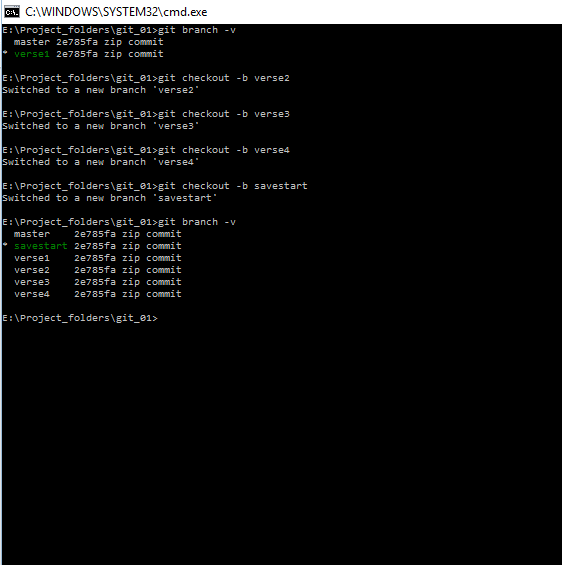 C:\WINDOWS\SYSTEM32\cmd.exe
E:\Project_folders\git_01>git branch -v
  master 2e785fa zip commit
* verse1 2e785fa zip commit
E:\Project_folders\git_01>git checkout -b verse2
Switched to a new branch 'verse2'
E:\Project_folders\git_01>git checkout -b verse3
Switched to a new branch 'verse3'
E:\Project_folders\git_01>git checkout -b verse4
Switched to a new branch 'verse4'
E:\Project_folders\git_01>git checkout -b savestart
Switched to a new branch 'savestart'
E:\Project_folders\git_01>git branch -v
  master    2e785fa zip commit
* savestart 2e785fa zip commit
  verse1    2e785fa zip commit
  verse2    2e785fa zip commit
  verse3    2e785fa zip commit
  verse4    2e785fa zip commit
E:\Project_folders\git_01>